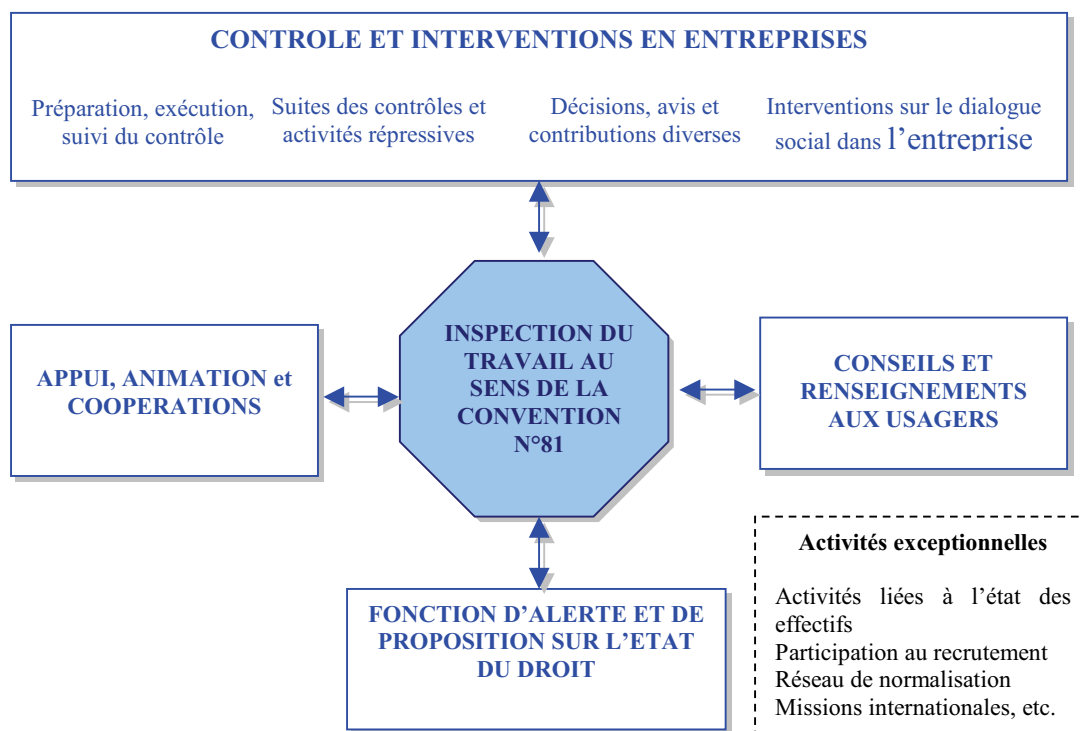 CONTROLE ET INTERVENTIONS EN ENTREPRISES
Préparation, exécution,
suivi du contrôle
Suites des contrôles et
activités répressives
Décisions, avis et
contributions diverses
Interventions sur le dialogue
social dans l’entreprise
INSPECTION DU
TRAVAIL AU
SENS DE LA
CONVENTION
N°81
APPUI, ANIMATION et
COOPERATIONS
CONSEILS ET
RENSEIGNEMENTS
AUX USAGERS
FONCTION D’ALERTE ET DE
PROPOSITION SUR L’ETAT
DU DROIT
Activités exceptionnelles
Activités liées à l’état des
effectifs
Participation au recrutement
Réseau de normalisation
Missions internationales, etc.